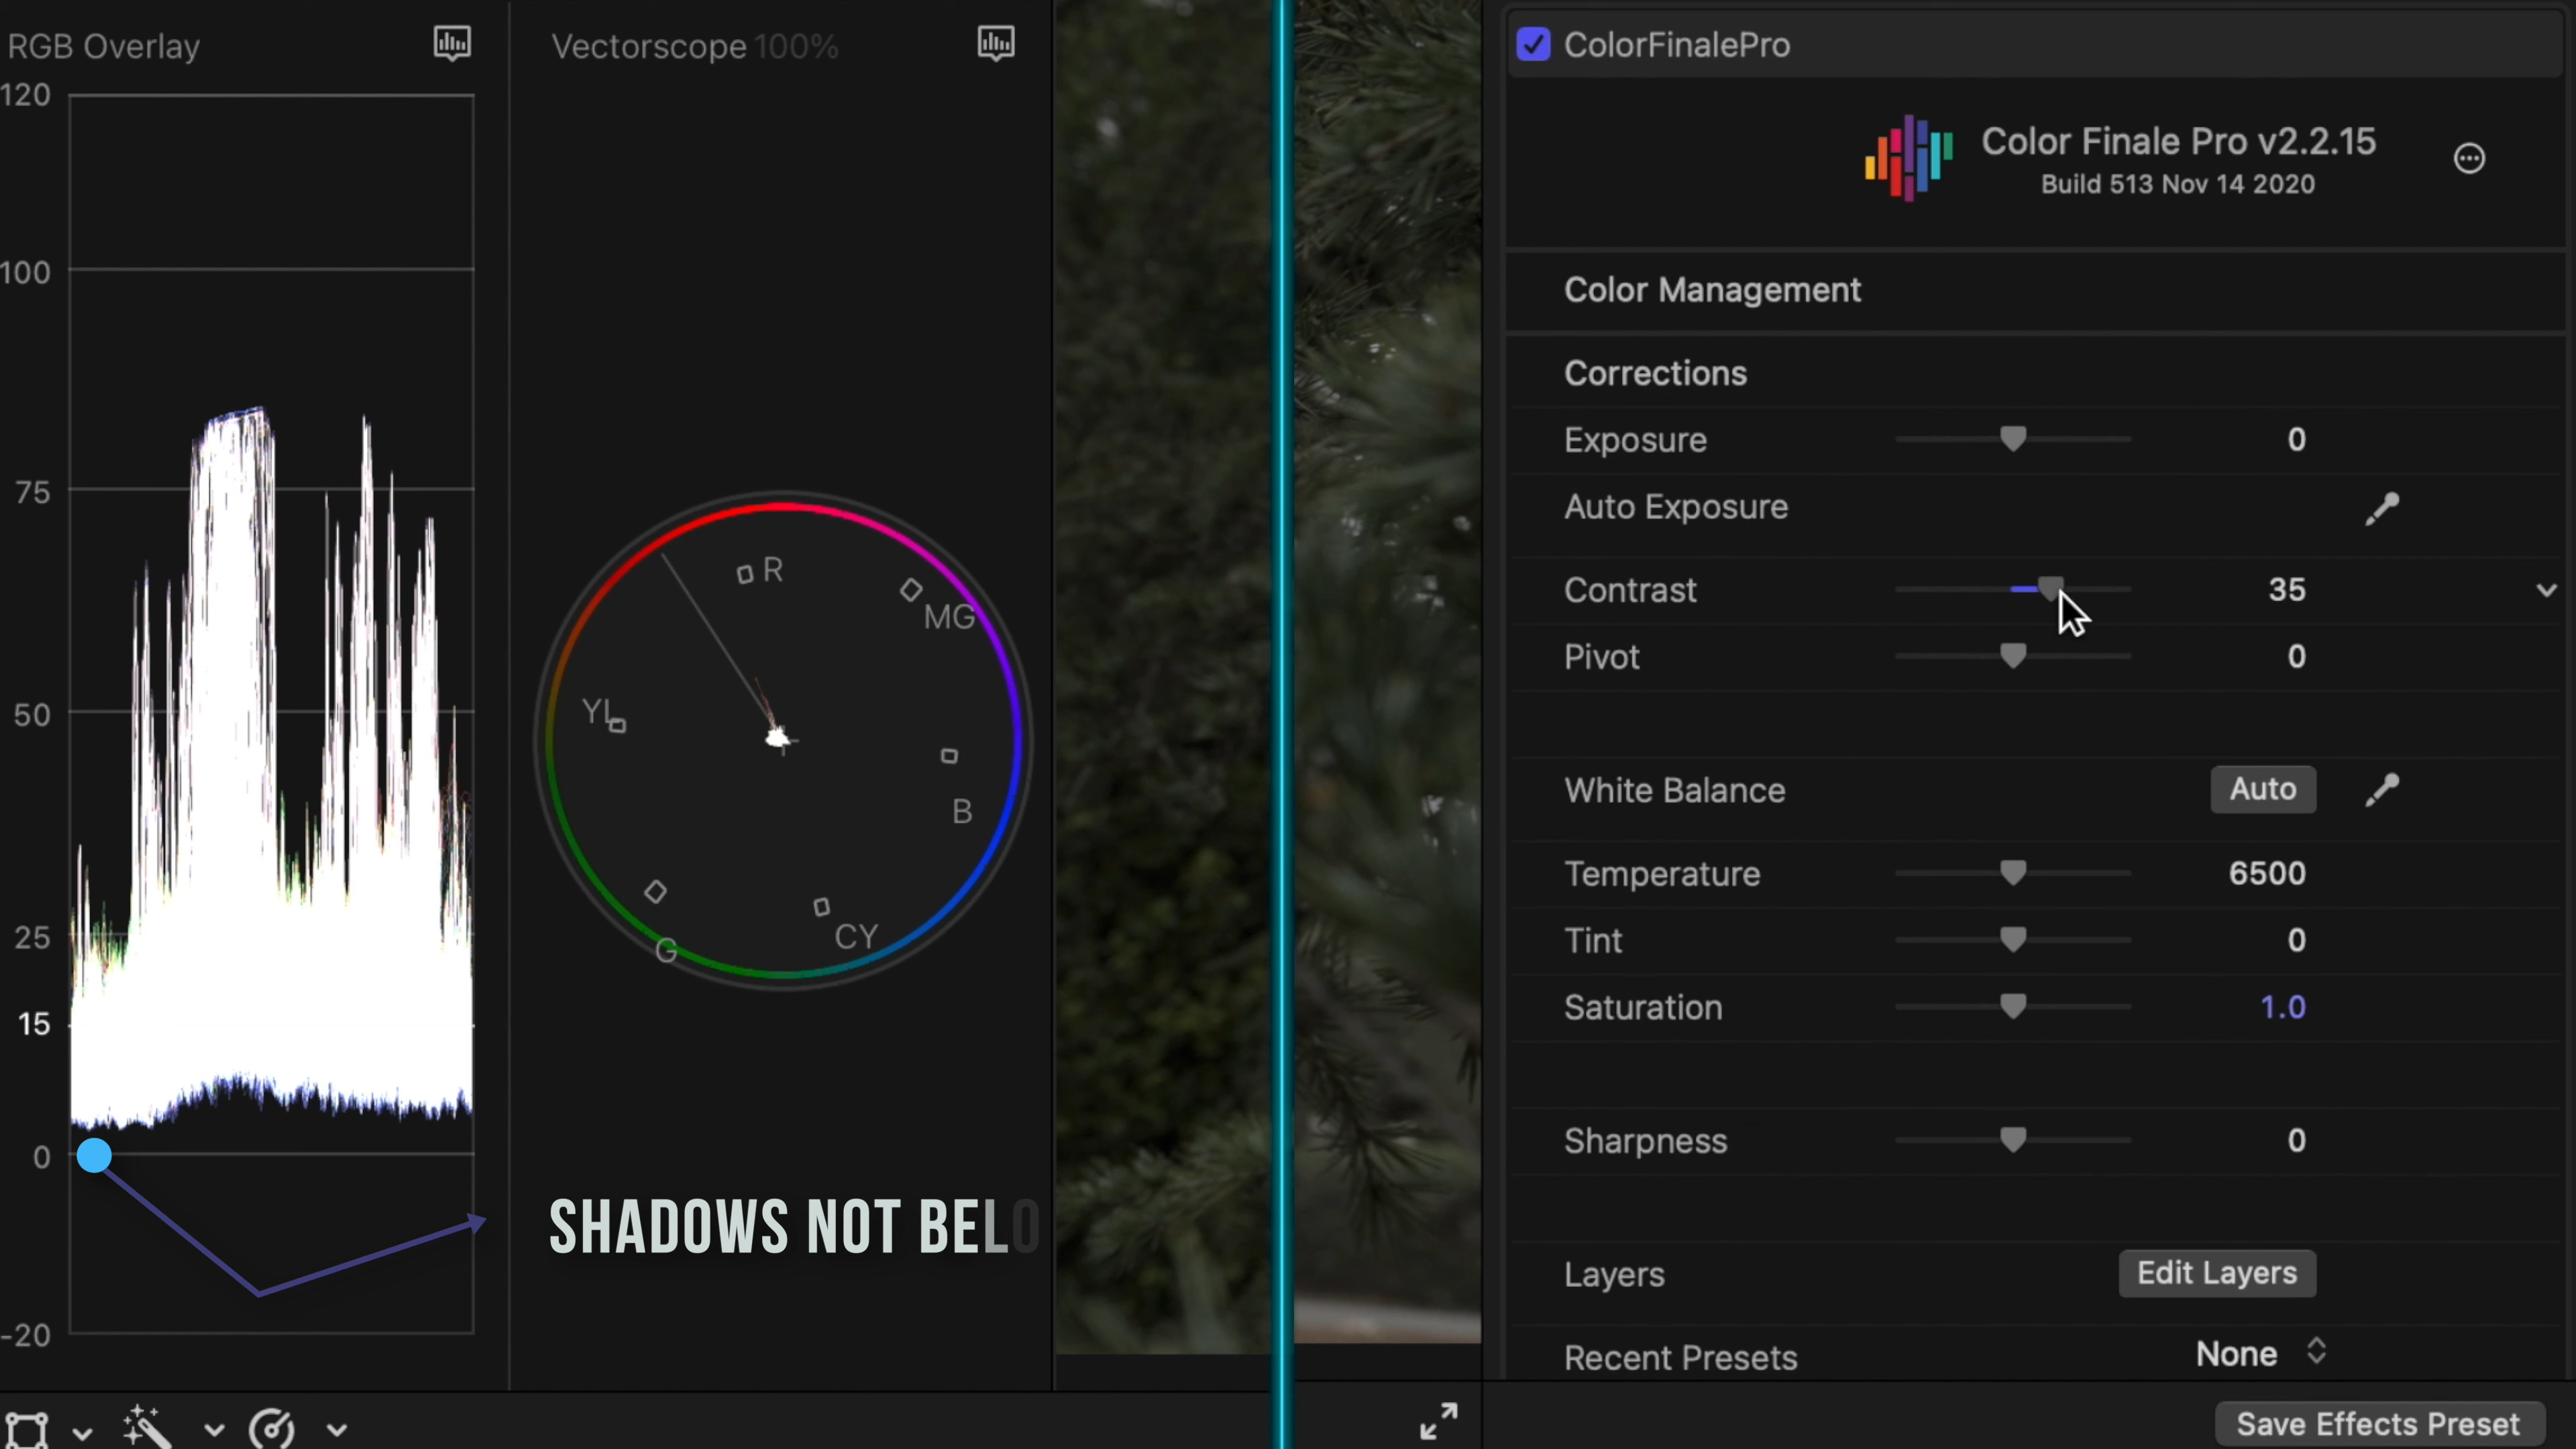 RGB Overlay
120
100
75
50
25
15
0
-20
Vectorscope 100%
R
MG
YL
B
G
CY
SHADOWS NOT BELO
ColorFinalePro
Color Finale Pro v2.2.15
Build 513 Nov 14 2020
Color Management
Corrections
Exposure 0
Auto Exposure
Contrast 35
Pivot 0
White Balance Auto
Temperature 6500
Tint 0
Saturation 1.0
Sharpness 0
Layers Edit Layers
Recent Presets None
Save Effects Preset